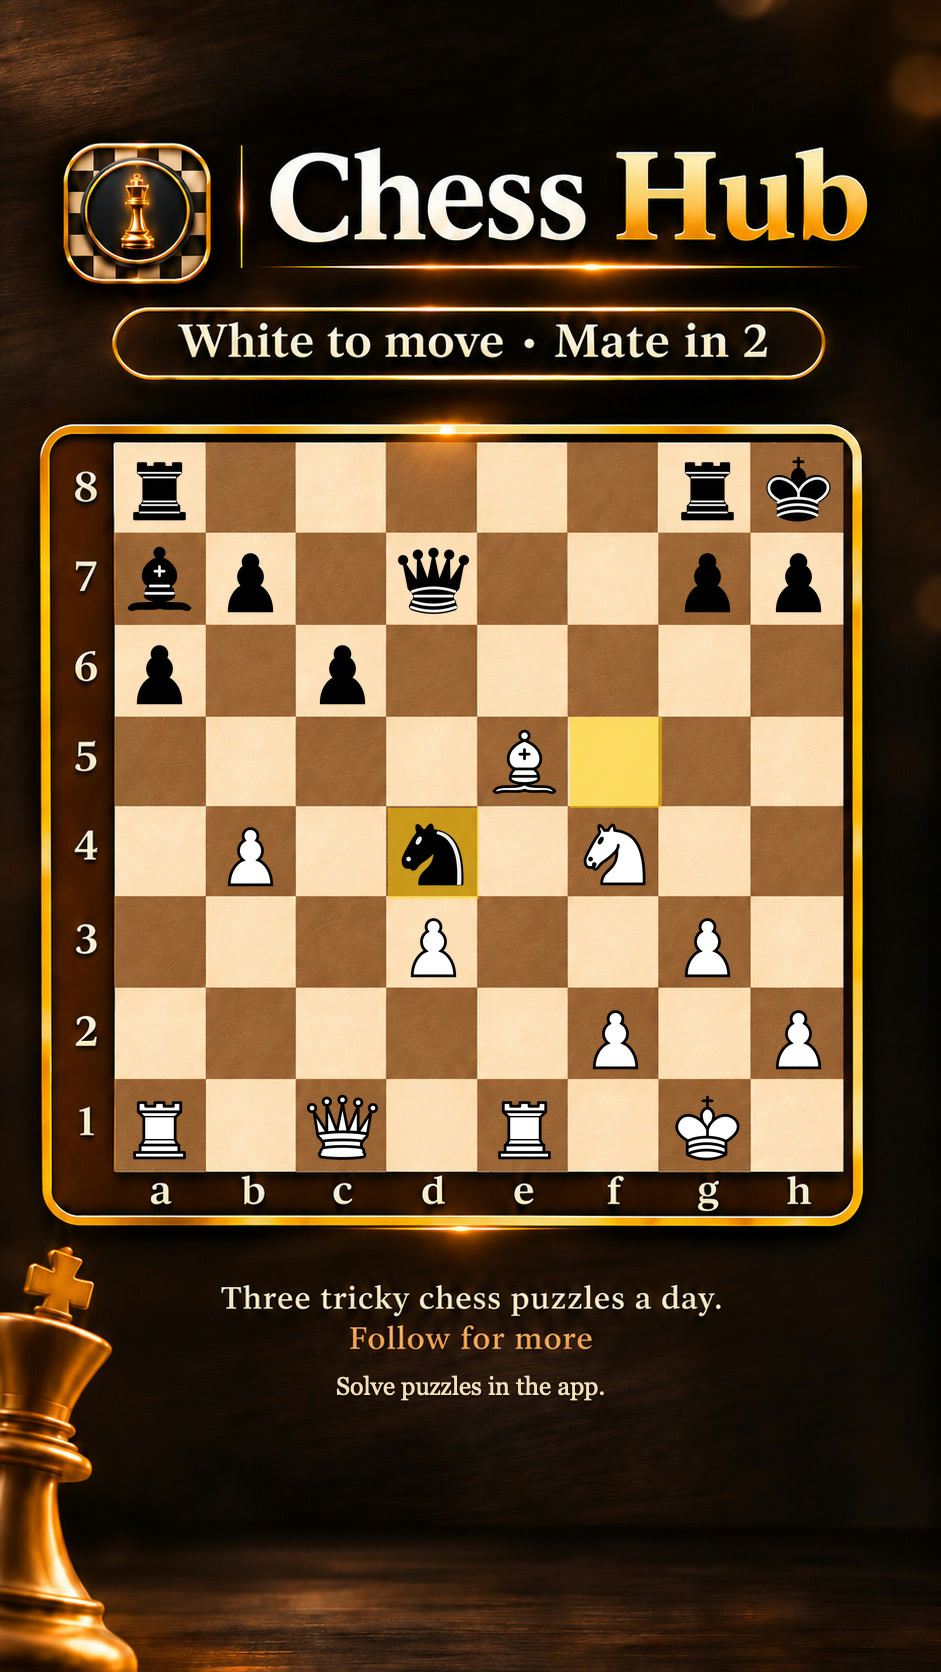 Chess Hub
White to move • Mate in 2
8
7
6
5
4
3
2
1
a b c d e f g h
Three tricky chess puzzles a day.
Follow for more
Solve puzzles in the app.